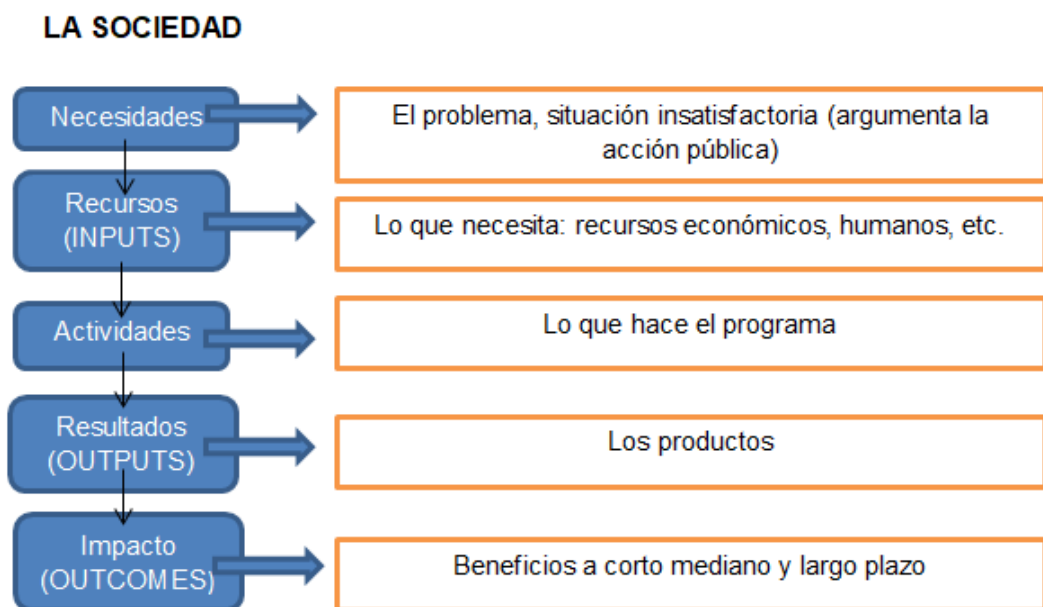 LA SOCIEDAD
Necesidades
El problema, situación insatisfactoria (argumenta la
acción pública)
Recursos
(INPUTS)
Lo que necesita: recursos económicos, humanos, etc.
Actividades
Lo que hace el programa
Resultados
(OUTPUTS)
Los productos
Impacto
(OUTCOMES)
Beneficios a corto mediano y largo plazo